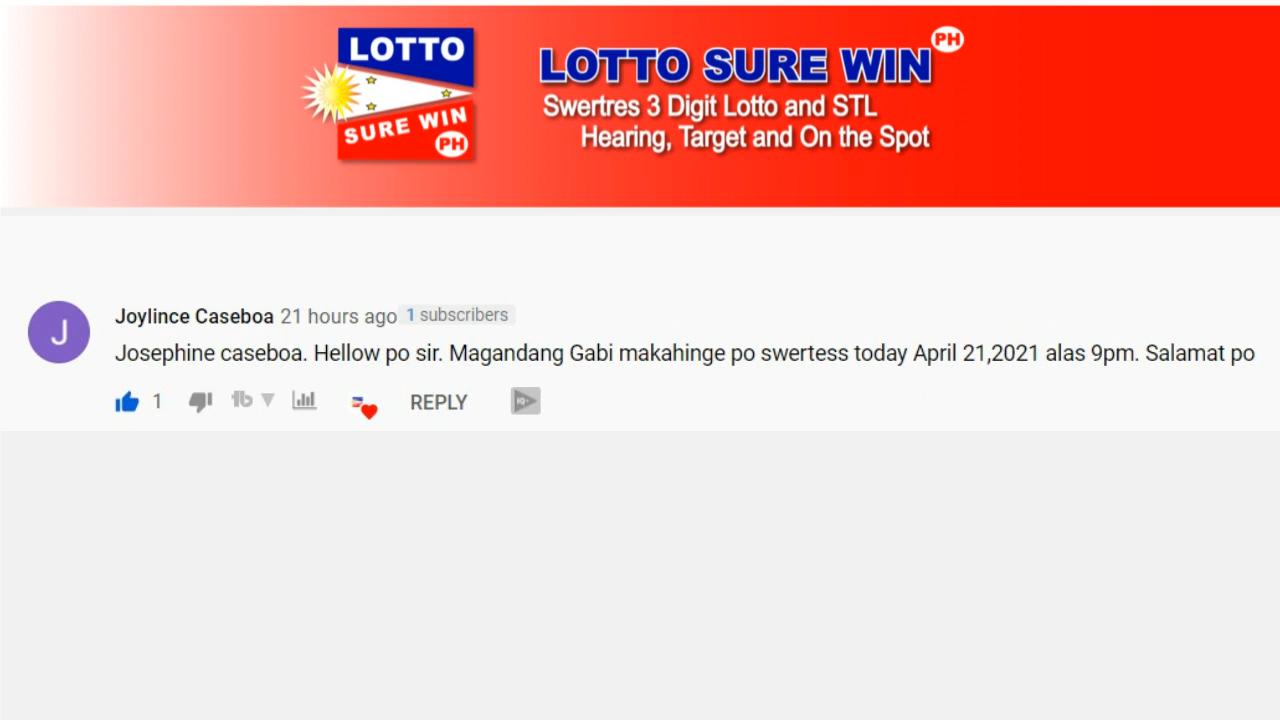 LOTTO
SURE WIN
PH
LOTTO SURE WIN PH
Swertres 3 Digit Lotto and STL
Hearing, Target and On the Spot
J
Joylince Caseboa 21 hours ago 1 subscribers
Josephine caseboa. Hellow po sir. Magandang Gabi makahinge po swertess today April 21,2021 alas 9pm. Salamat po
1 tb REPLY IQ